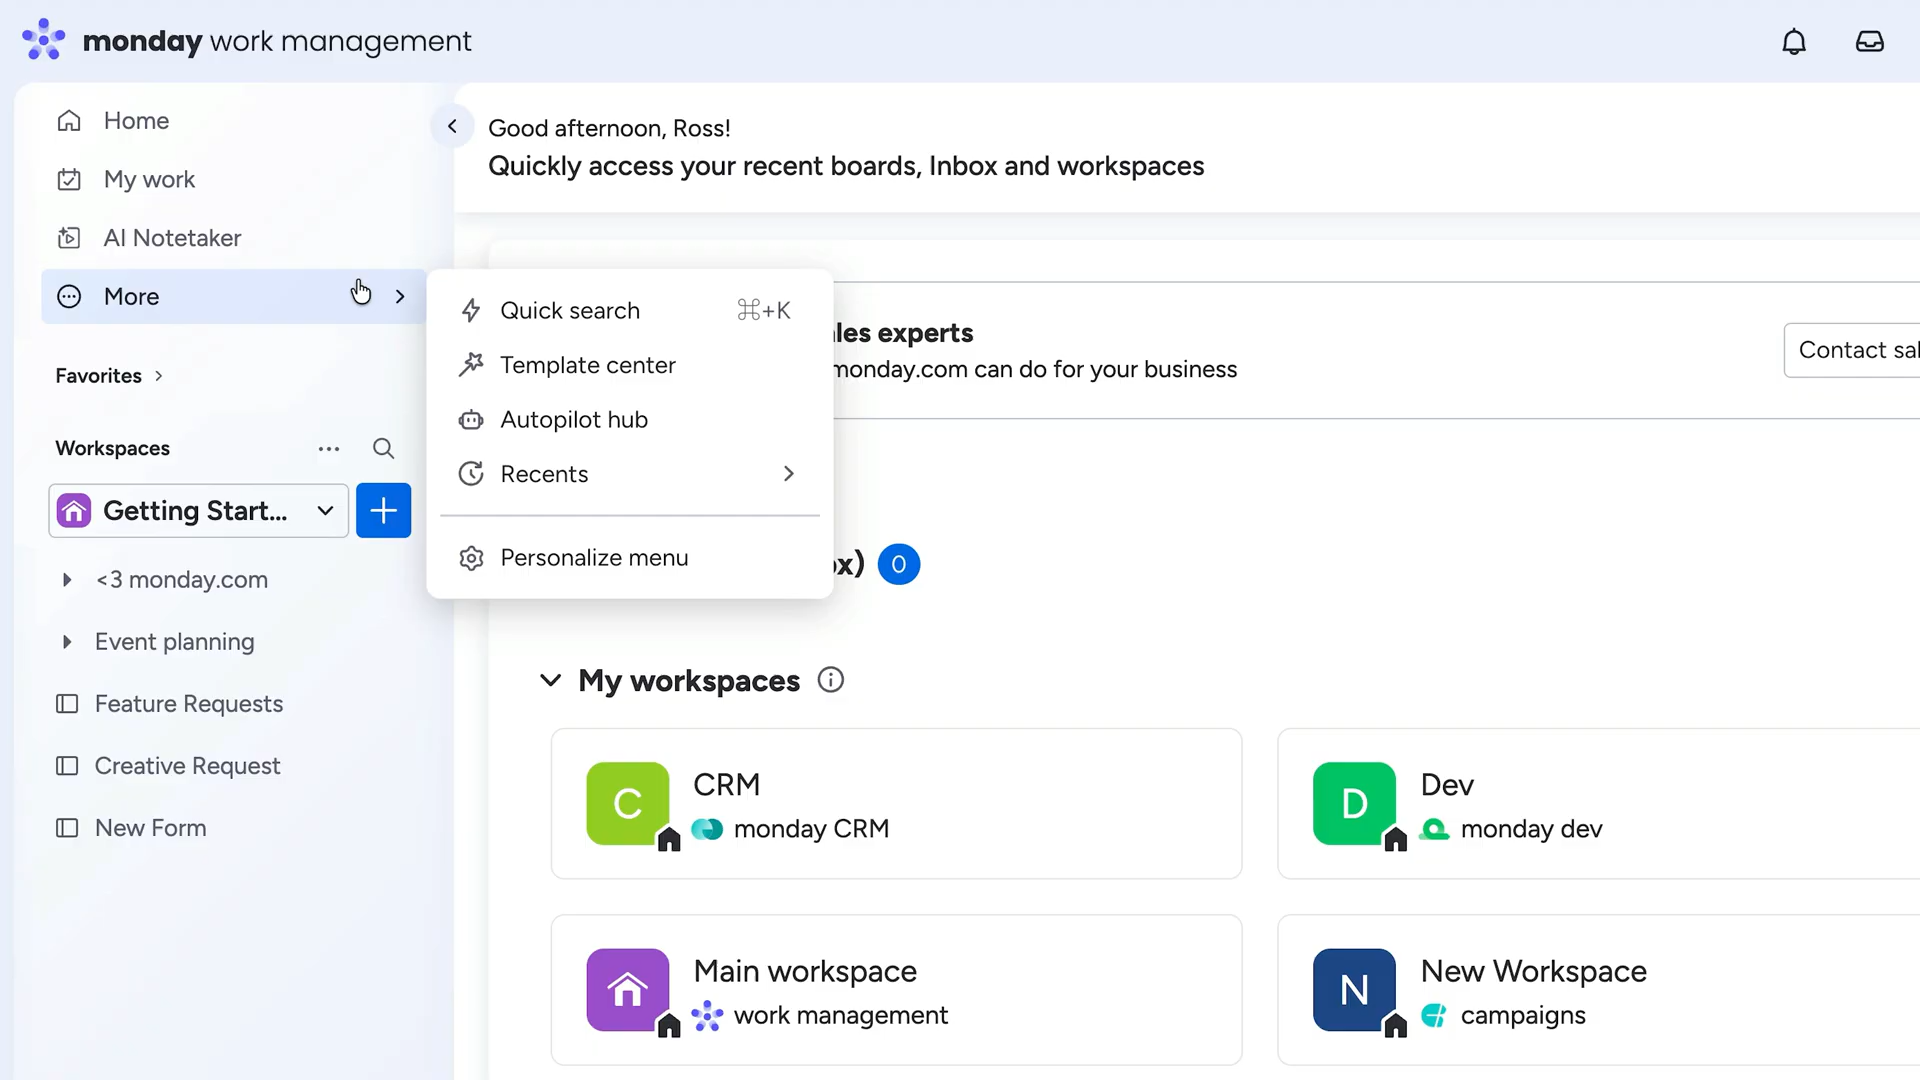 monday work management
Home
My work
AI Notetaker
More
Favorites
Workspaces
Getting Start...
<3 monday.com
Event planning
Feature Requests
Creative Request
New Form
Good afternoon, Ross!
Quickly access your recent boards, Inbox and workspaces
Quick search ⌘+K
Template center
Autopilot hub
Recents
Personalize menu
les experts
monday.com can do for your business
Contact sal
ox) 0
My workspaces
C
CRM
monday CRM
D
Dev
monday dev
Main workspace
work management
N
New Workspace
campaigns